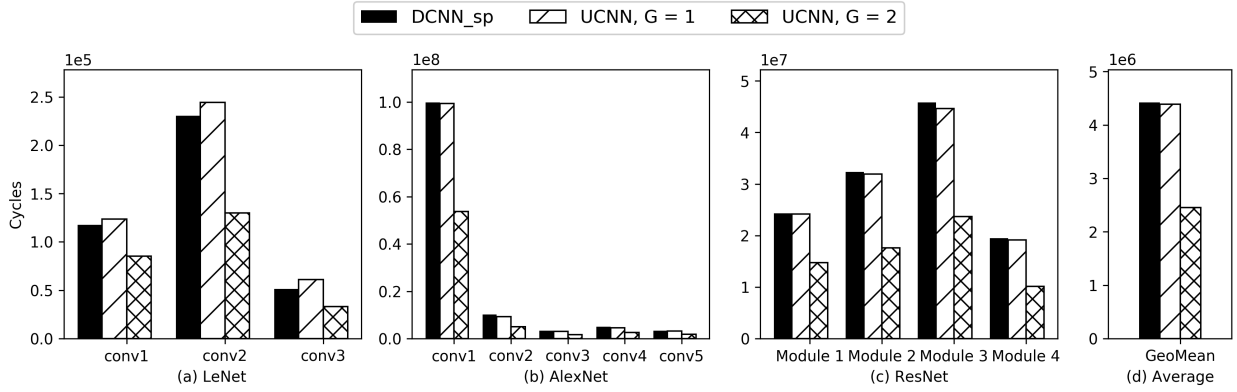 DCNN_sp UCNN, G = 1 UCNN, G = 2
1e5
2.5
2.0
1.5
1.0
0.5
0.0
Cycles
conv1 conv2 conv3
(a) LeNet
1e8
1.0
0.8
0.6
0.4
0.2
0.0
conv1 conv2 conv3 conv4 conv5
(b) AlexNet
1e7
5
4
3
2
1
0
Module 1 Module 2 Module 3 Module 4
(c) ResNet
1e6
5
4
3
2
1
0
GeoMean
(d) Average